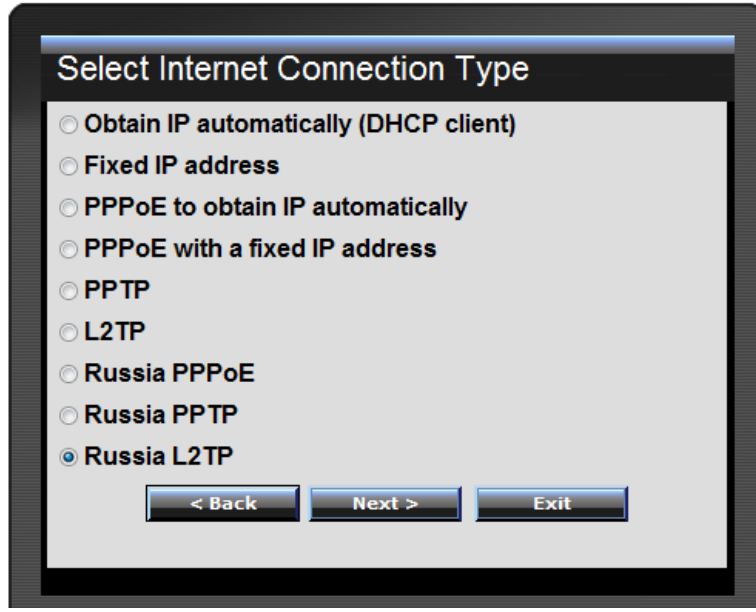 Select Internet Connection Type
Obtain IP automatically (DHCP client)
Fixed IP address
PPPoE to obtain IP automatically
PPPoE with a fixed IP address
PPTP
L2TP
Russia PPPoE
Russia PPTP
Russia L2TP
< Back Next > Exit